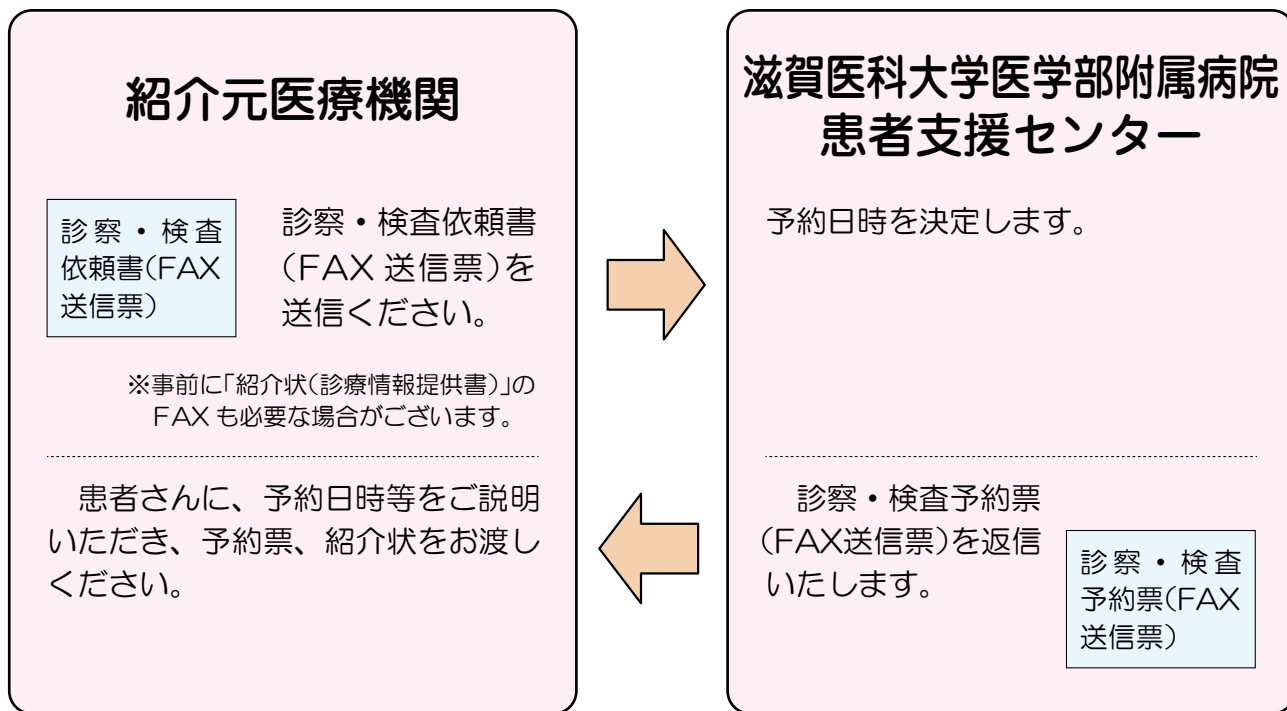 紹介元医療機関
診察・検査
依頼書(FAX
送信票)
診察・検査依頼書
(FAX 送信票)を
送信ください。
※事前に「紹介状(診療情報提供書)」の
FAX も必要な場合がございます。
患者さんに、予約日時等をご説明
いただき、予約票、紹介状をお渡し
ください。
滋賀医科大学医学部附属病院
患者支援センター
予約日時を決定します。
診察・検査予約票
(FAX送信票)を返信
いたします。
診察・検査
予約票(FAX
送信票)